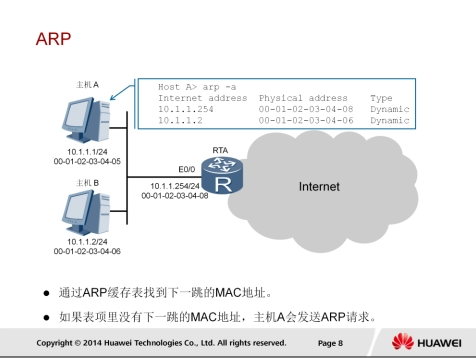 ARP
主机 A
Host A> arp -a
Internet address Physical address Type
10.1.1.254 00-01-02-03-04-08 Dynamic
10.1.1.2 00-01-02-03-04-06 Dynamic
10.1.1.1/24
00-01-02-03-04-05
RTA
E0/0
R
10.1.1.254/24
00-01-02-03-04-08
Internet
主机 B
10.1.1.2/24
00-01-02-03-04-06
● 通过ARP缓存表找到下一跳的MAC地址。
● 如果表项里没有下一跳的MAC地址，主机A会发送ARP请求。
Copyright © 2014 Huawei Technologies Co., Ltd. All rights reserved.
Page 8
HUAWEI